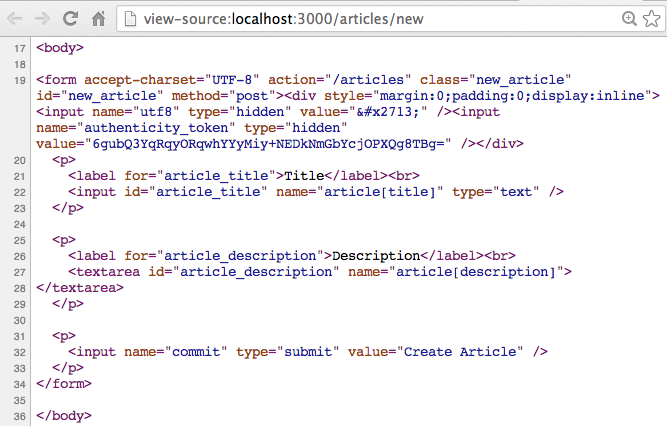 view-source:localhost:3000/articles/new
17 <body>
18
19 <form accept-charset="UTF-8" action="/articles" class="new_article"
id="new_article" method="post"><div style="margin:0;padding:0;display:inline">
<input name="utf8" type="hidden" value="&#x2713;" /><input
name="authenticity_token" type="hidden"
value="6gubQ3YqRqyORqwhYYyMiy+NEDkNmGbYcjOPXQg8TBg=" /></div>
20   <p>
21     <label for="article_title">Title</label><br>
22     <input id="article_title" name="article[title]" type="text" />
23   </p>
24
25   <p>
26     <label for="article_description">Description</label><br>
27     <textarea id="article_description" name="article[description]">
28 </textarea>
29   </p>
30
31   <p>
32     <input name="commit" type="submit" value="Create Article" />
33   </p>
34 </form>
35
36 </body>